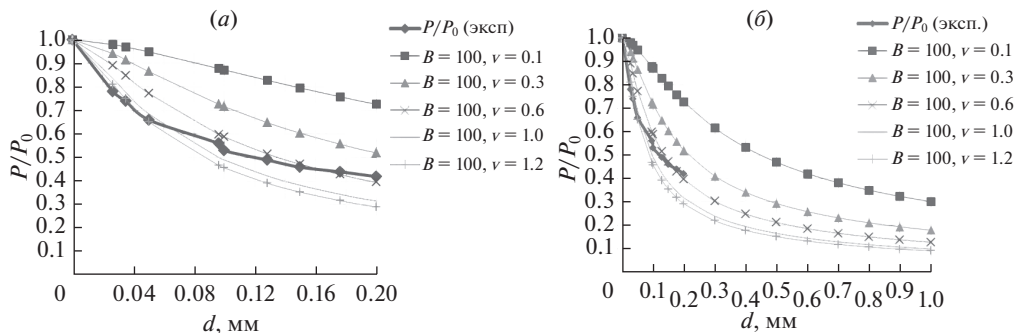 (а)
P/P0
1.0
0.9
0.8
0.7
0.6
0.5
0.4
0.3
0.2
0.1
0
0.04
0.08
0.12
0.16
0.20
d, мм
P/P0 (эксп)
B = 100, v = 0.1
B = 100, v = 0.3
B = 100, v = 0.6
B = 100, v = 1.0
B = 100, v = 1.2
(б)
P/P0
1.0
0.9
0.8
0.7
0.6
0.5
0.4
0.3
0.2
0.1
0
0.1
0.2
0.3
0.4
0.5
0.6
0.7
0.8
0.9
1.0
d, мм
P/P0 (эксп.)
B = 100, v = 0.1
B = 100, v = 0.3
B = 100, v = 0.6
B = 100, v = 1.0
B = 100, v = 1.2